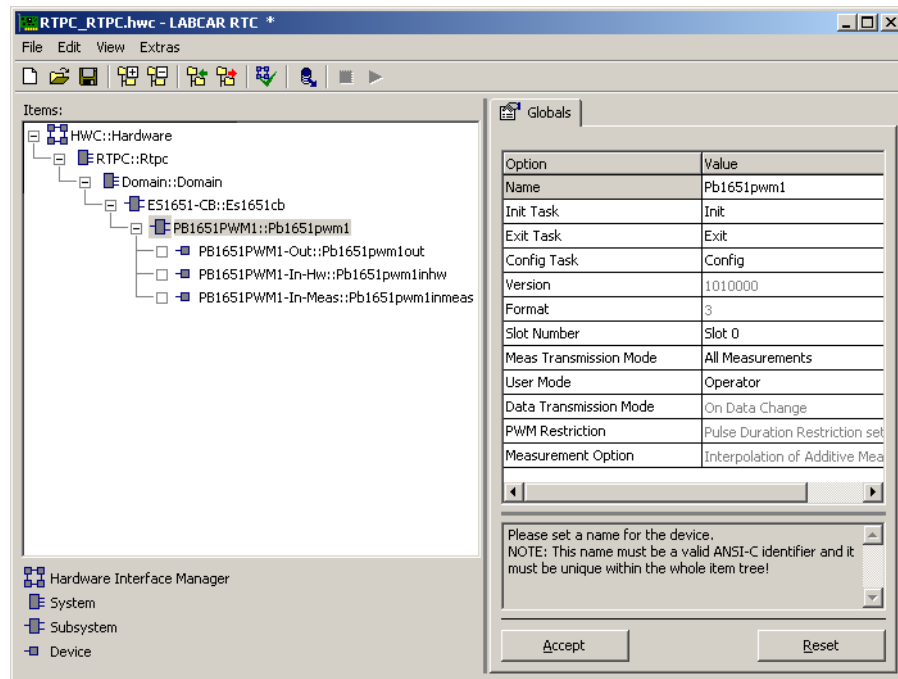 RTPC_RTPC.hwc - LABCAR RTC *
File Edit View Extras
Items:
HWC::Hardware
RTPC::Rtpc
Domain::Domain
ES1651-CB::Es1651cb
PB1651PWM1::Pb1651pwm1
PB1651PWM1-Out::Pb1651pwm1out
PB1651PWM1-In-Hw::Pb1651pwm1inhw
PB1651PWM1-In-Meas::Pb1651pwm1inmeas
Hardware Interface Manager
System
Subsystem
Device
Globals
Option Value
Name Pb1651pwm1
Init Task Init
Exit Task Exit
Config Task Config
Version 1010000
Format 3
Slot Number Slot 0
Meas Transmission Mode All Measurements
User Mode Operator
Data Transmission Mode On Data Change
PWM Restriction Pulse Duration Restriction set
Measurement Option Interpolation of Additive Mea
Please set a name for the device.
NOTE: This name must be a valid ANSI-C identifier and it
must be unique within the whole item tree!
Accept Reset